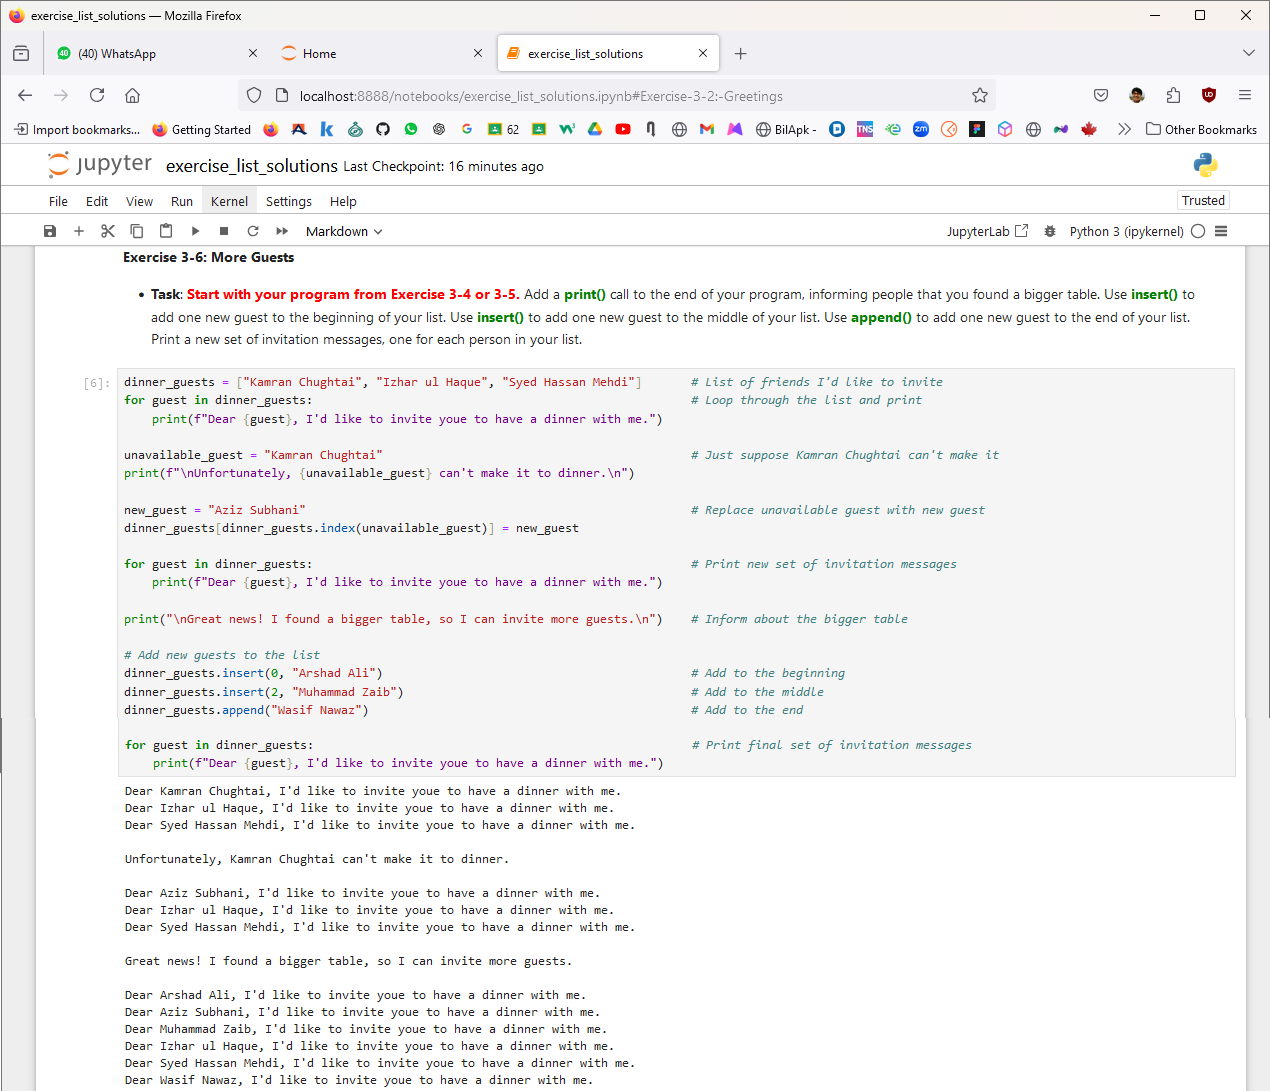 exercise_list_solutions — Mozilla Firefox
40 (40) WhatsApp
Home
exercise_list_solutions
localhost:8888/notebooks/exercise_list_solutions.ipynb#Exercise-3-2:-Greetings
Import bookmarks... Getting Started 62 BilApk - TNS zm Other Bookmarks
jupyter exercise_list_solutions Last Checkpoint: 16 minutes ago
File Edit View Run Kernel Settings Help Trusted
Markdown JupyterLab Python 3 (ipykernel)
Exercise 3-6: More Guests
• Task: Start with your program from Exercise 3-4 or 3-5. Add a print() call to the end of your program, informing people that you found a bigger table. Use insert() to
add one new guest to the beginning of your list. Use insert() to add one new guest to the middle of your list. Use append() to add one new guest to the end of your list.
Print a new set of invitation messages, one for each person in your list.
[6]: dinner_guests = ["Kamran Chughtai", "Izhar ul Haque", "Syed Hassan Mehdi"] # List of friends I'd like to invite
for guest in dinner_guests: # Loop through the list and print
print(f"Dear {guest}, I'd like to invite youe to have a dinner with me.")
unavailable_guest = "Kamran Chughtai" # Just suppose Kamran Chughtai can't make it
print(f"\nUnfortunately, {unavailable_guest} can't make it to dinner.\n")
new_guest = "Aziz Subhani" # Replace unavailable guest with new guest
dinner_guests[dinner_guests.index(unavailable_guest)] = new_guest
for guest in dinner_guests: # Print new set of invitation messages
print(f"Dear {guest}, I'd like to invite youe to have a dinner with me.")
print("\nGreat news! I found a bigger table, so I can invite more guests.\n") # Inform about the bigger table
# Add new guests to the list
dinner_guests.insert(0, "Arshad Ali") # Add to the beginning
dinner_guests.insert(2, "Muhammad Zaib") # Add to the middle
dinner_guests.append("Wasif Nawaz") # Add to the end
for guest in dinner_guests: # Print final set of invitation messages
print(f"Dear {guest}, I'd like to invite youe to have a dinner with me.")
Dear Kamran Chughtai, I'd like to invite youe to have a dinner with me.
Dear Izhar ul Haque, I'd like to invite youe to have a dinner with me.
Dear Syed Hassan Mehdi, I'd like to invite youe to have a dinner with me.
Unfortunately, Kamran Chughtai can't make it to dinner.
Dear Aziz Subhani, I'd like to invite youe to have a dinner with me.
Dear Izhar ul Haque, I'd like to invite youe to have a dinner with me.
Dear Syed Hassan Mehdi, I'd like to invite youe to have a dinner with me.
Great news! I found a bigger table, so I can invite more guests.
Dear Arshad Ali, I'd like to invite youe to have a dinner with me.
Dear Aziz Subhani, I'd like to invite youe to have a dinner with me.
Dear Muhammad Zaib, I'd like to invite youe to have a dinner with me.
Dear Izhar ul Haque, I'd like to invite youe to have a dinner with me.
Dear Syed Hassan Mehdi, I'd like to invite youe to have a dinner with me.
Dear Wasif Nawaz, I'd like to invite youe to have a dinner with me.